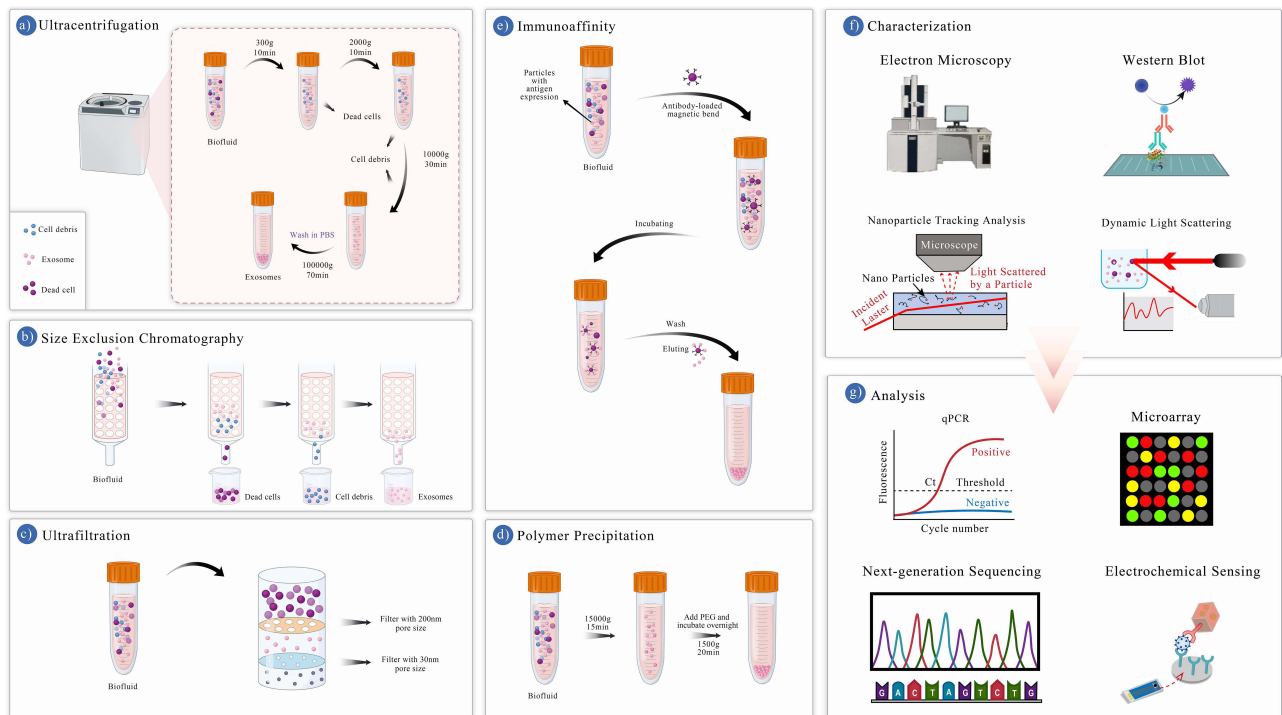 a) Ultracentrifugation
300g
10min
2000g
10min
Dead cells
Biofluid
Cell debris
10000g
30min
Wash in PBS
100000g
70min
Exosomes
Cell debris
Exosome
Dead cell
b) Size Exclusion Chromatography
Biofluid
Dead cells
Cell debris
Exosomes
c) Ultrafiltration
Biofluid
Filter with 200nm
pore size
Filter with 30nm
pore size
e) Immunoaffinity
Particles
with
antigen
expression
Biofluid
Antibody-loaded
magnetic bend
Incubating
Wash
Eluting
d) Polymer Precipitation
Biofluid
15000g
15min
Add PEG and
incubate overnight
1500g
20min
f) Characterization
Electron Microscopy
Western Blot
Nanoparticle Tracking Analysis
Microscope
Nano Particles
Light Scattered
by a Particle
Incident
Laster
Dynamic Light Scattering
g) Analysis
qPCR
Fluorescence
Positive
Ct
Threshold
Negative
Cycle number
Microarray
Next-generation Sequencing
G A C T A G T C T G
Electrochemical Sensing